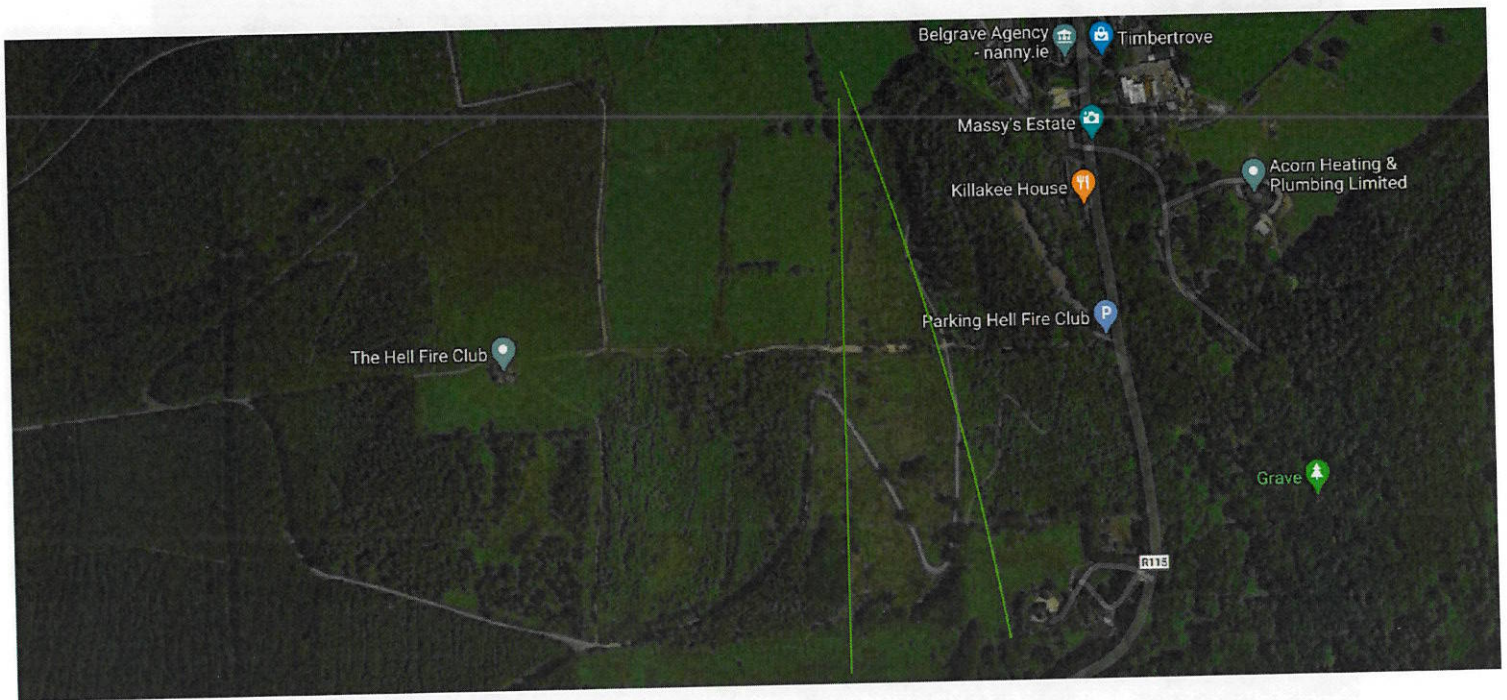 Belgrave Agency
- nanny.ie
Timbertrove
Massy's Estate
Acorn Heating &
Plumbing Limited
Killakee House
Parking Hell Fire Club
P
The Hell Fire Club
Grave
R115